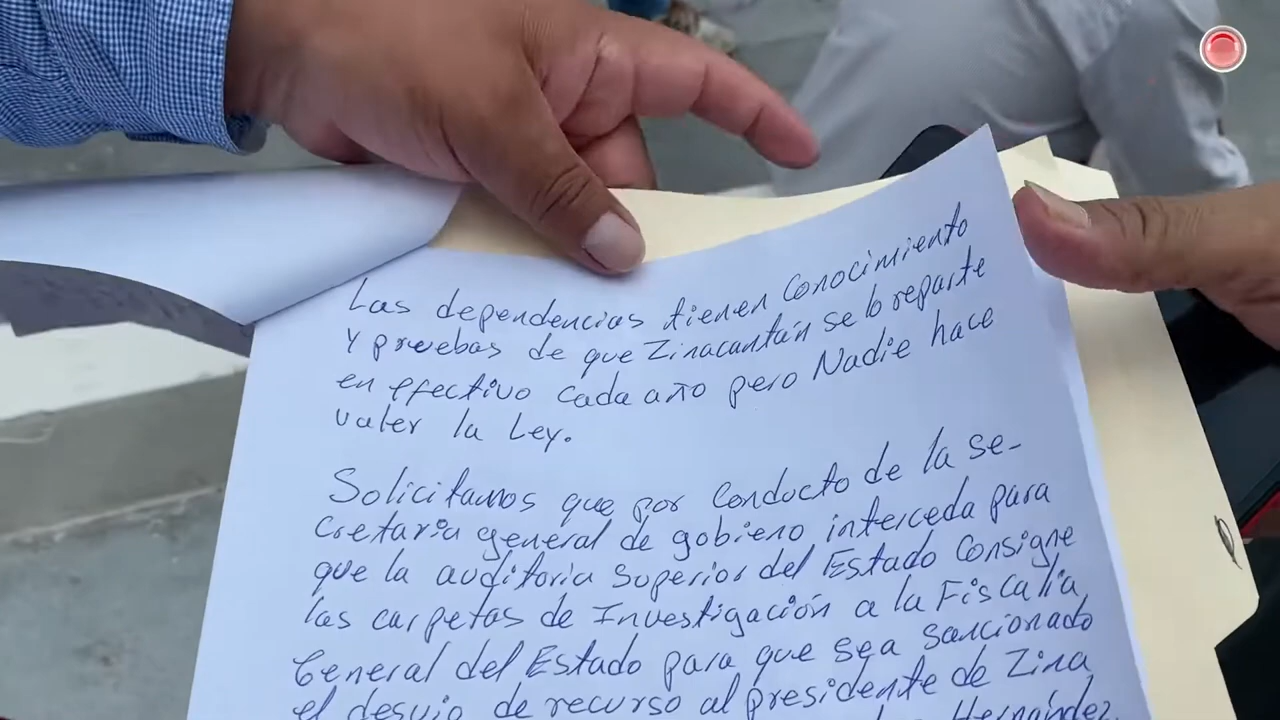 Las dependencias tienen Conocimiento
Y pruebas de que Zinacantán se lo reparte
en efectivo cada año pero Nadie hace
valer la Ley.
Solicitamos que por Conducto de la se-
cretaria general de gobierno interceda para
que la auditoria Superior del Estado Consigne
las carpetas de Investigación a la Fiscalia
General del Estado para que sea sancionado
el desvio de recurso al presidente de Zina
Hernández